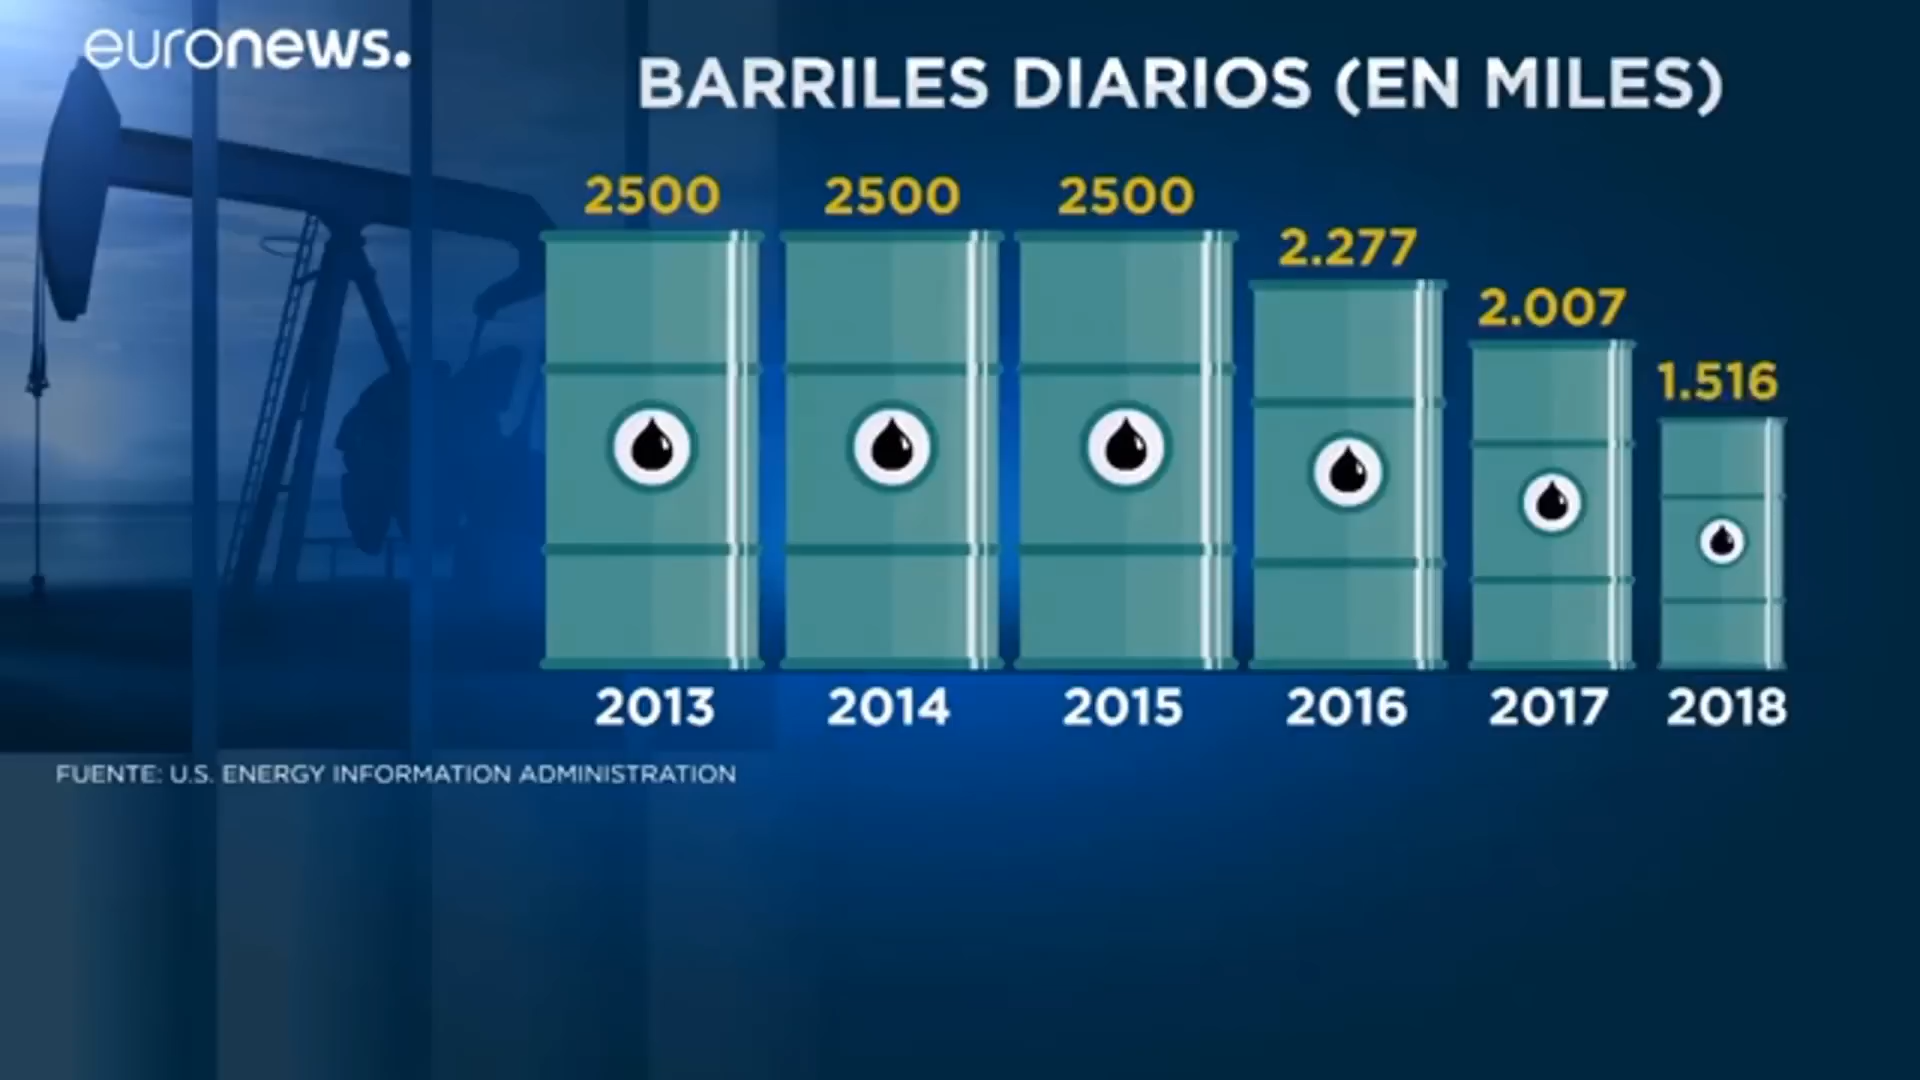 euronews.
BARRILES DIARIOS (EN MILES)
2500 2500 2500 2.277 2.007 1.516
2013 2014 2015 2016 2017 2018
FUENTE: U.S. ENERGY INFORMATION ADMINISTRATION